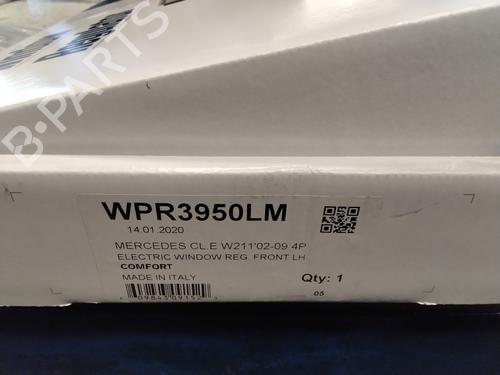 B-PARTS
WPR3950LM
14.01.2020
MERCEDES CL.E W211'02-09 4P
ELECTRIC WINDOW REG. FRONT LH
COMFORT
MADE IN ITALY
Qty: 1
05